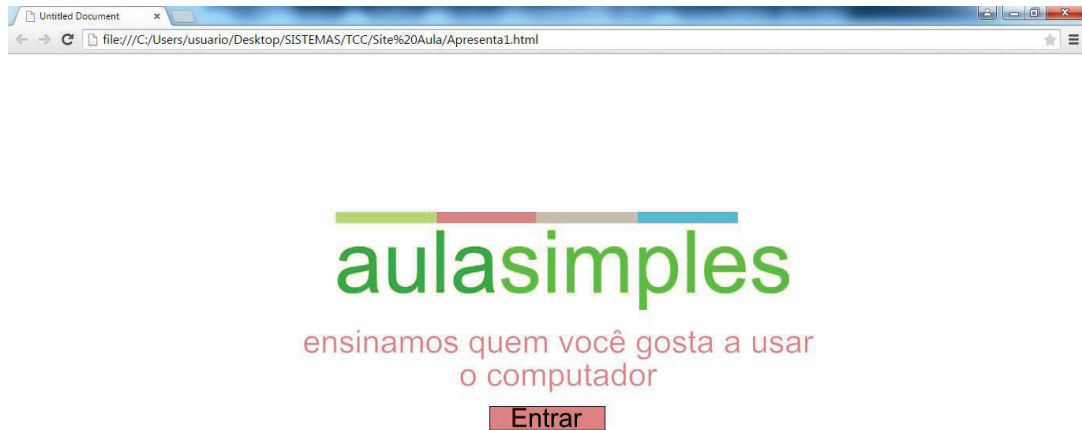 Untitled Document
file:///C:/Users/usuario/Desktop/SISTEMAS/TCC/Site%20Aula/Apresenta1.html
aulasimples
ensinamos quem você gosta a usar
o computador
Entrar